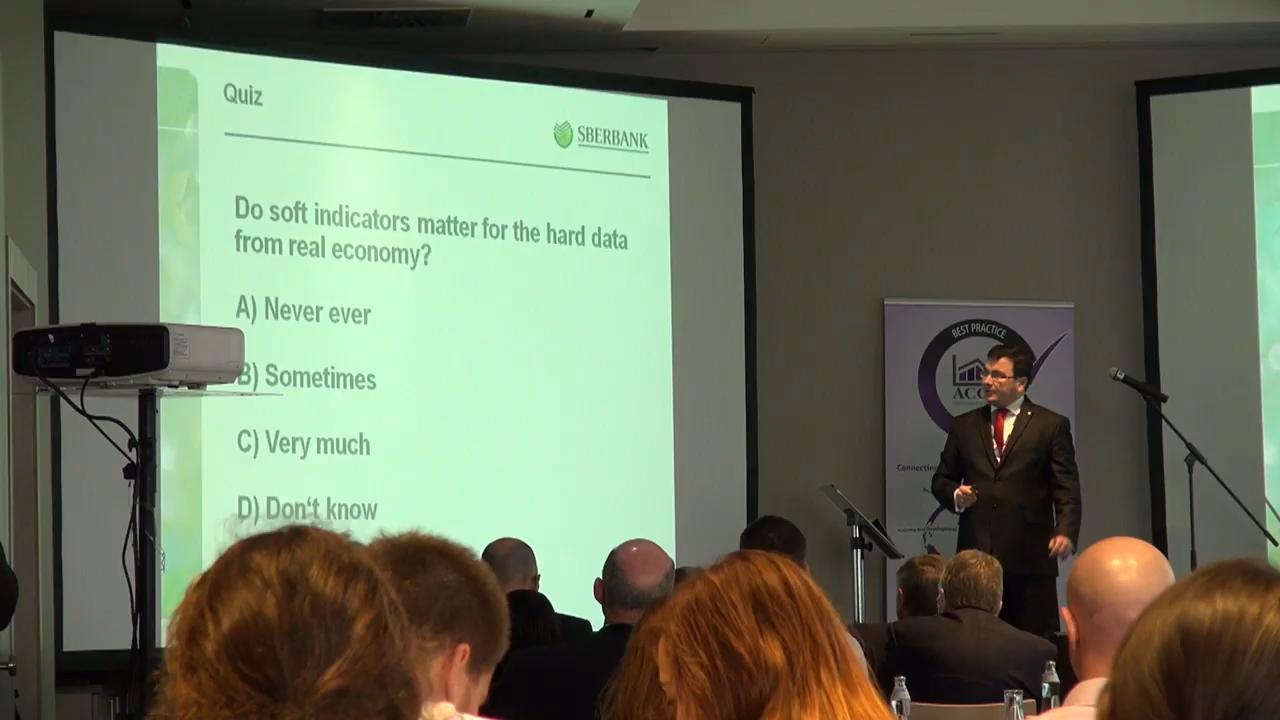 Quiz
SBERBANK
Do soft indicators matter for the hard data
from real economy?
A) Never ever
B) Sometimes
C) Very much
D) Don't know
BEST PRACTICE
Connecting